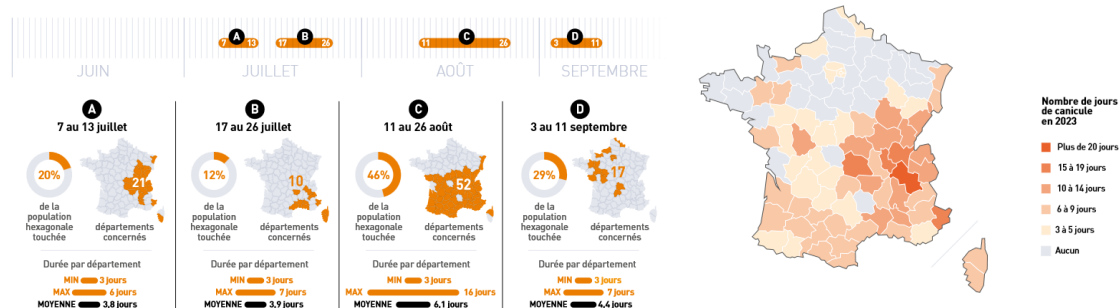 7 A 13
17 B 26
11 C 26
3 D 11
JUIN
JUILLET
AOÛT
SEPTEMBRE
A
7 au 13 juillet
20%
21
de la
population
hexagonale
touchée
départements
concernés
Durée par département
MIN 3 jours
MAX 6 jours
MOYENNE 3,8 jours
B
17 au 26 juillet
12%
10
de la
population
hexagonale
touchée
départements
concernés
Durée par département
MIN 3 jours
MAX 7 jours
MOYENNE 3,9 jours
C
11 au 26 août
46%
52
de la
population
hexagonale
touchée
départements
concernés
Durée par département
MIN 3 jours
MAX 16 jours
MOYENNE 6,1 jours
D
3 au 11 septembre
29%
17
de la
population
hexagonale
touchée
départements
concernés
Durée par département
MIN 3 jours
MAX 7 jours
MOYENNE 4,4 jours
Nombre de jours
de canicule
en 2023
Plus de 20 jours
15 à 19 jours
10 à 14 jours
6 à 9 jours
3 à 5 jours
Aucun